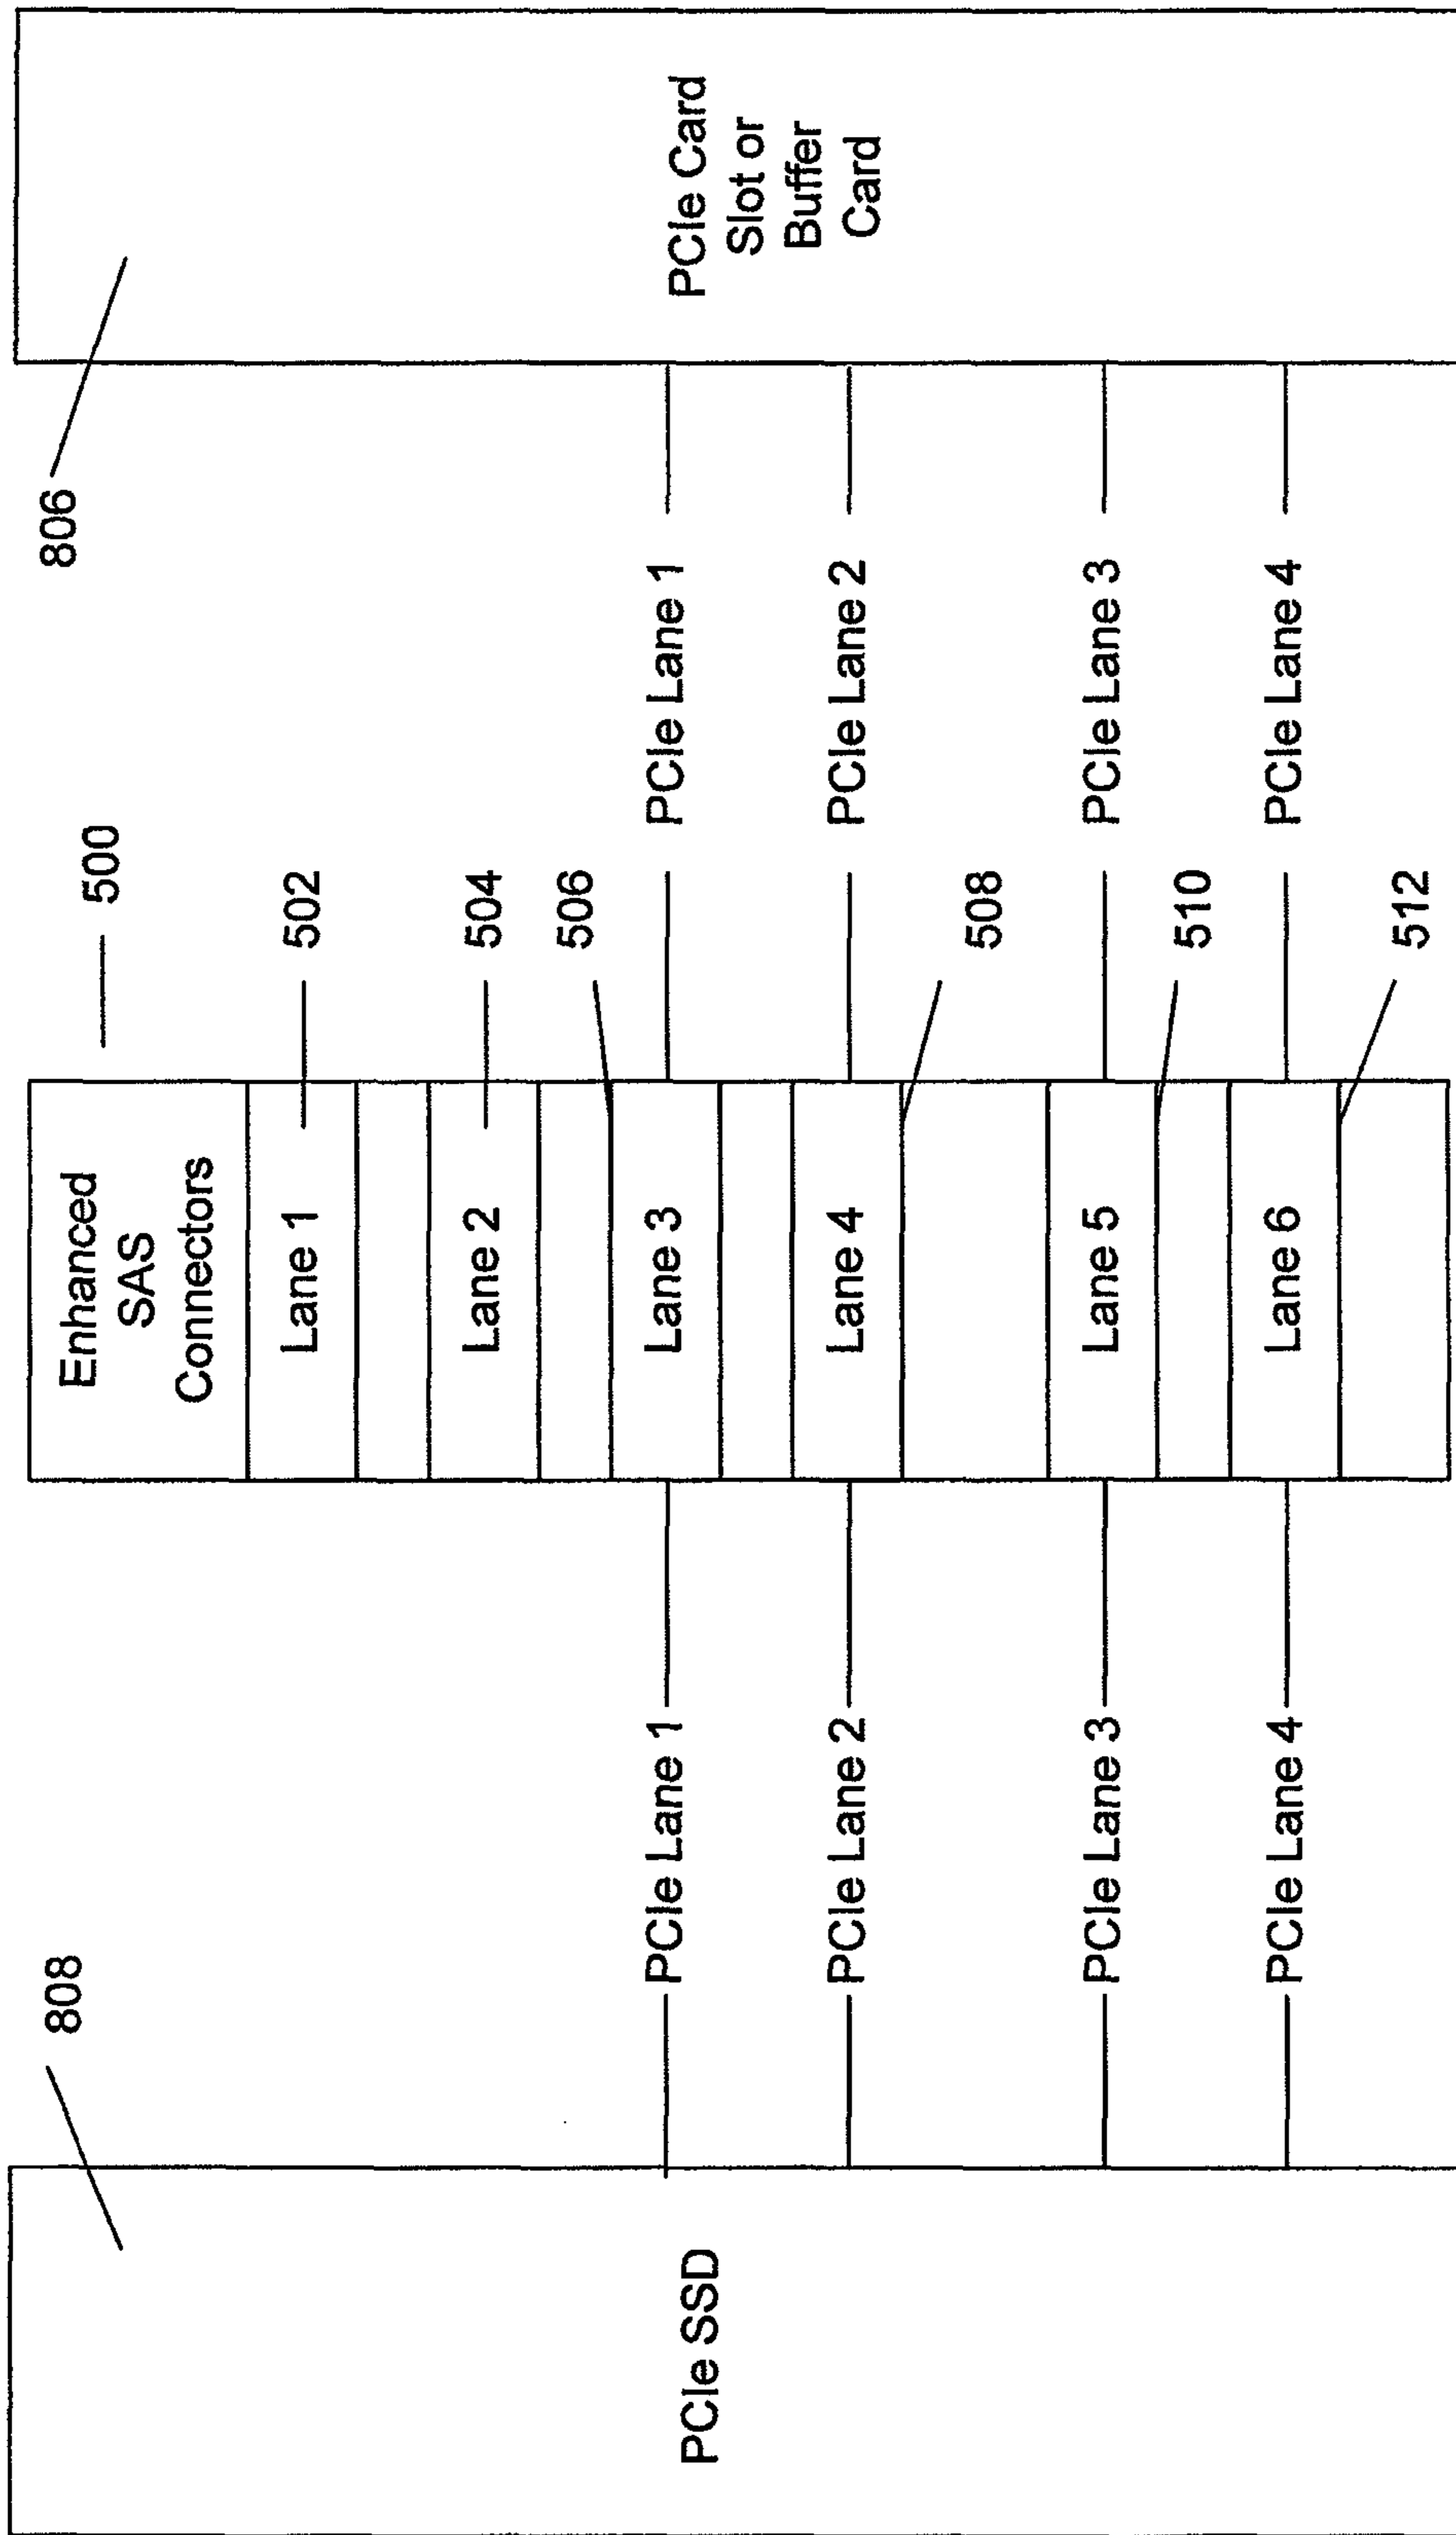 808
PCIe SSD
PCIe Lane 1
PCIe Lane 2
PCIe Lane 3
PCIe Lane 4
500
Enhanced
SAS
Connectors
Lane 1
502
Lane 2
504
506
Lane 3
Lane 4
508
Lane 5
510
Lane 6
512
PCIe Lane 1
PCIe Lane 2
PCIe Lane 3
PCIe Lane 4
806
PCIe Card
Slot or
Buffer
Card